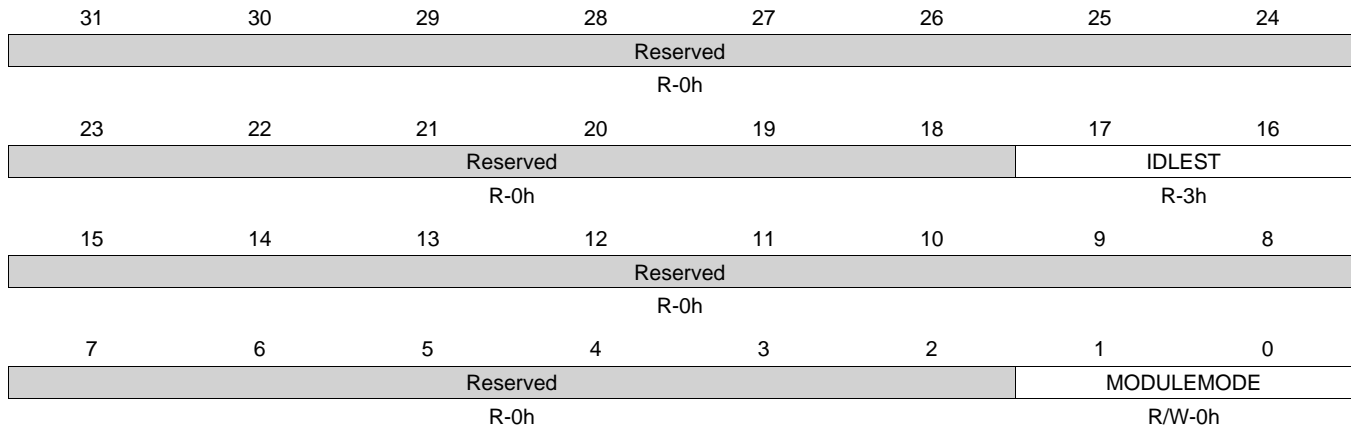 31 30 29 28 27 26 25 24
Reserved
R-0h
23 22 21 20 19 18 17 16
Reserved IDLEST
R-0h R-3h
15 14 13 12 11 10 9 8
Reserved
R-0h
7 6 5 4 3 2 1 0
Reserved MODULEMODE
R-0h R/W-0h